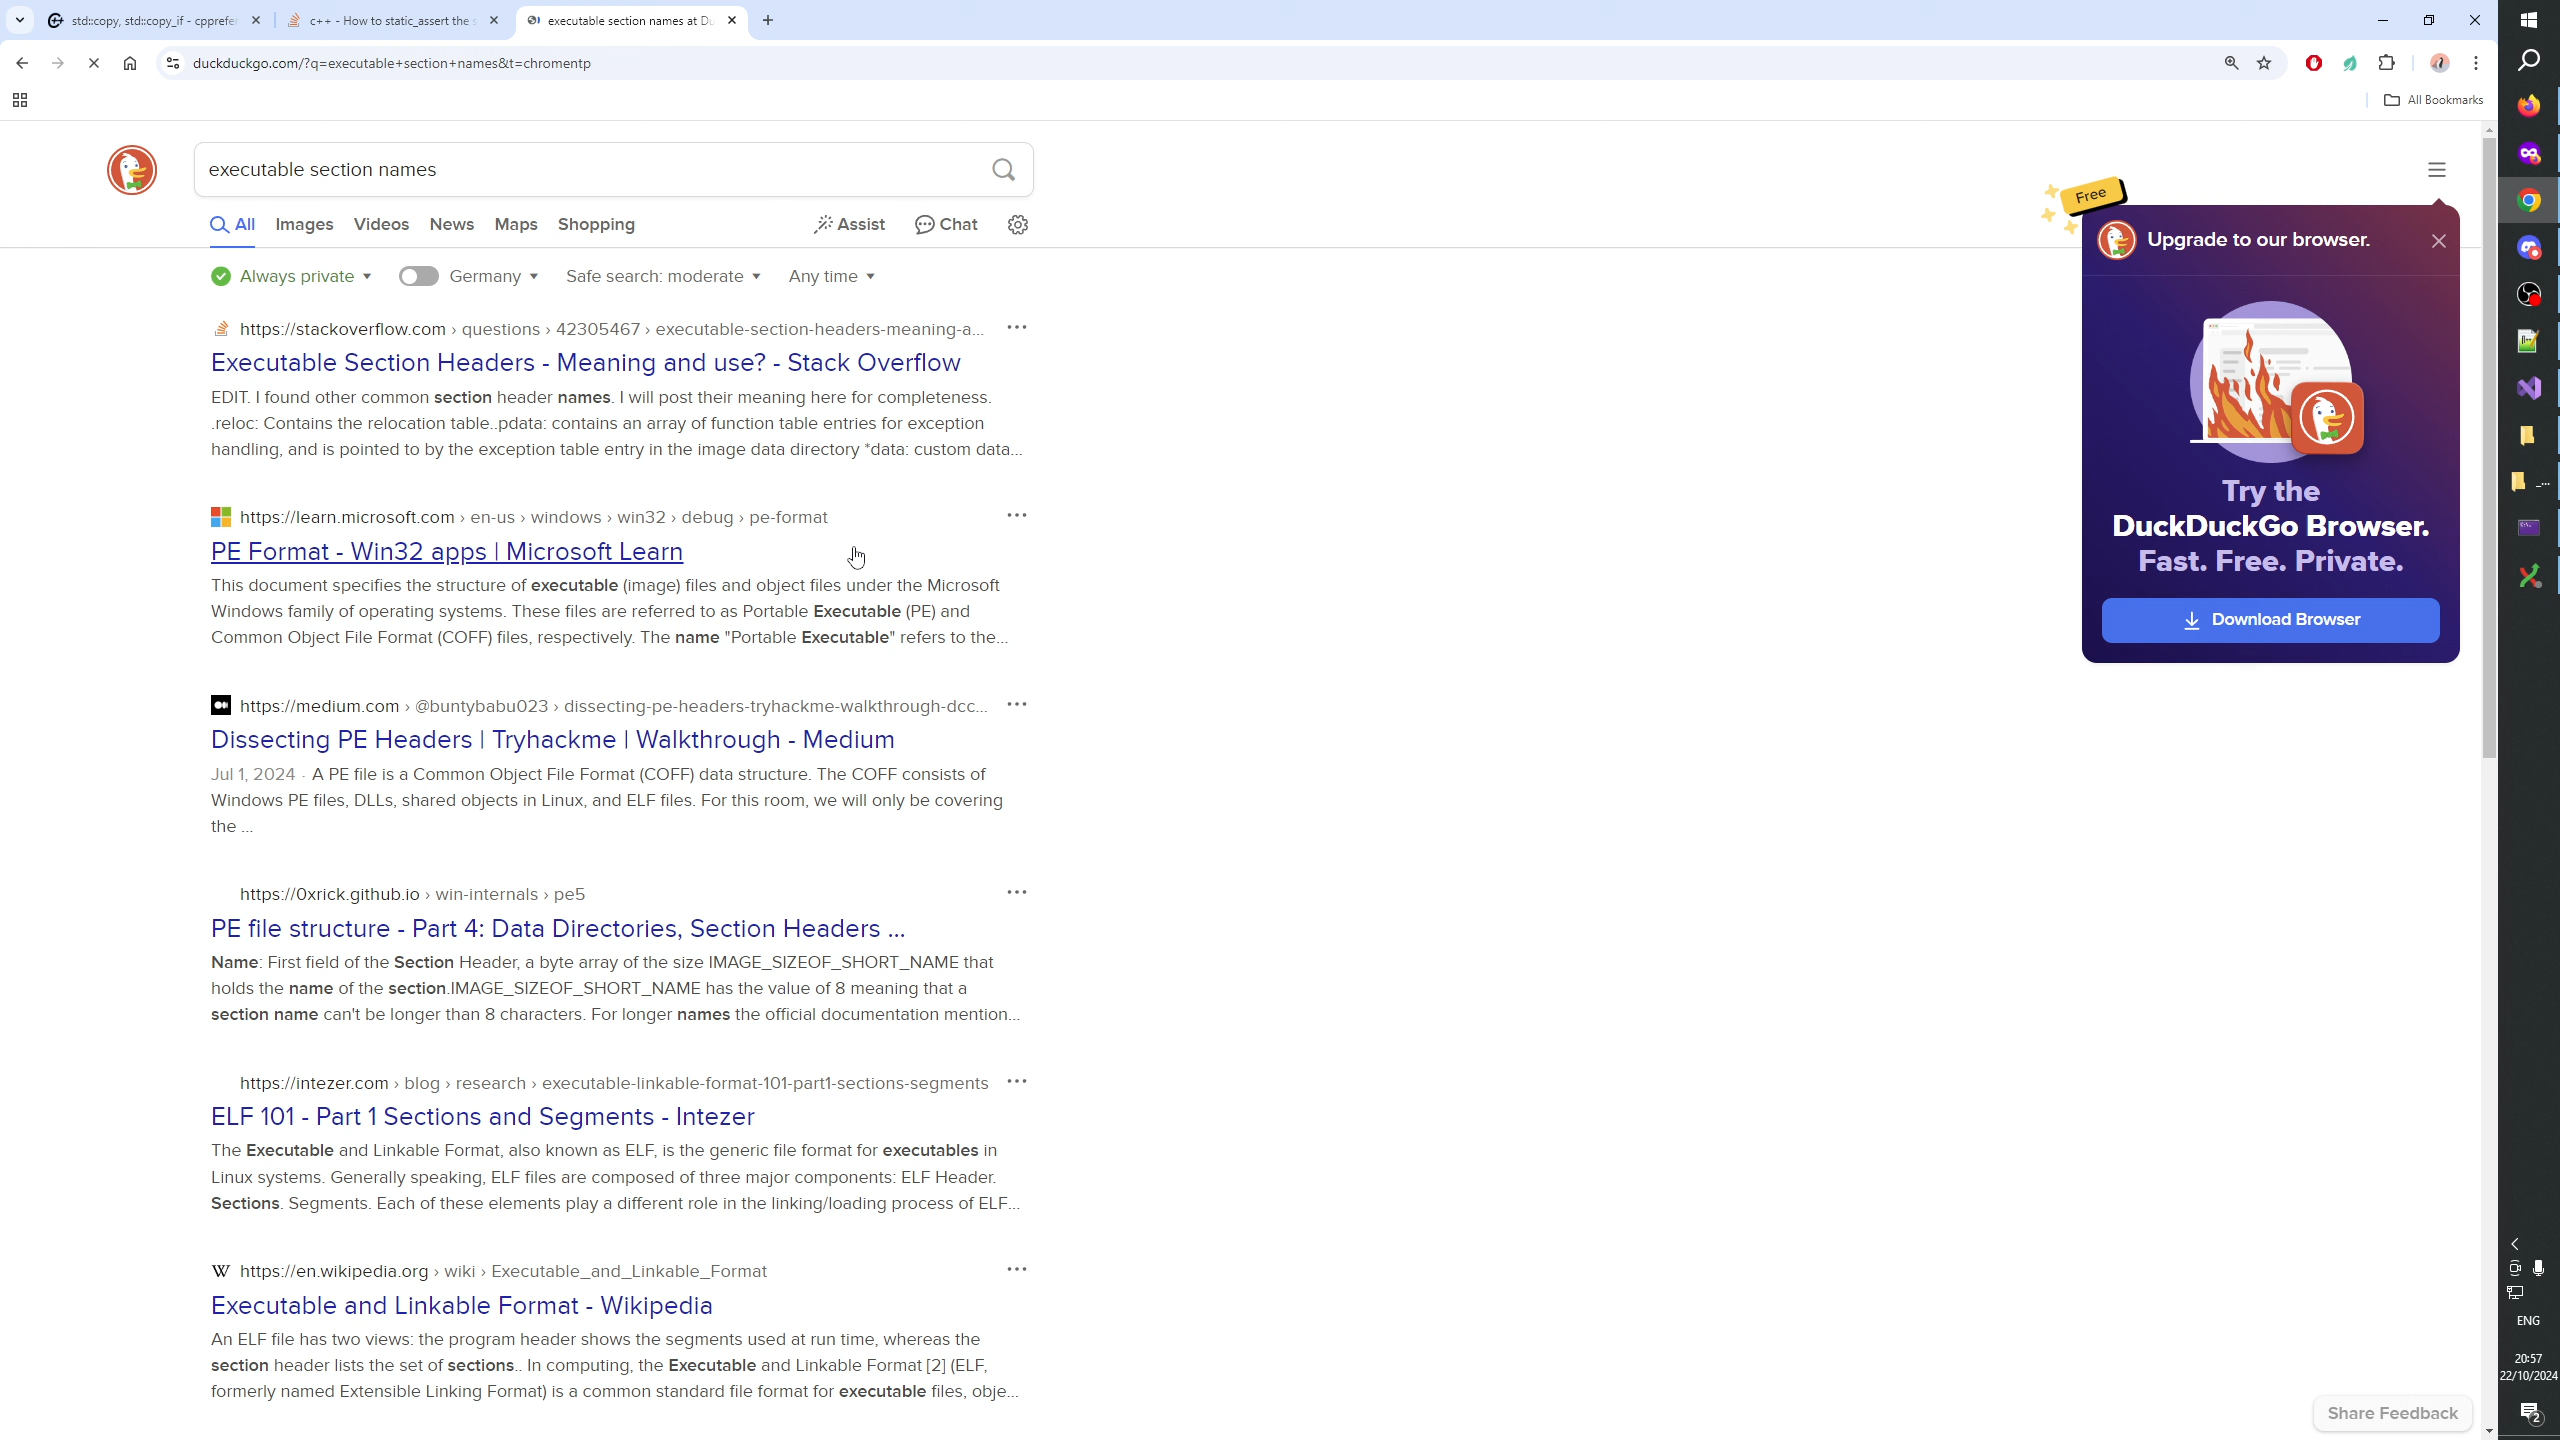 std::copy, std::copy_if - cpprefe
c++ - How to static_assert the s
executable section names at Du
duckduckgo.com/?q=executable+section+names&t=chromentp
All Bookmarks
executable section names
Free
All Images Videos News Maps Shopping Assist Chat
Upgrade to our browser.
Always private Germany Safe search: moderate Any time
https://stackoverflow.com › questions › 42305467 › executable-section-headers-meaning-a...
Executable Section Headers - Meaning and use? - Stack Overflow
EDIT. I found other common section header names. I will post their meaning here for completeness.
.reloc: Contains the relocation table..pdata: contains an array of function table entries for exception
handling, and is pointed to by the exception table entry in the image data directory *data: custom data...
Try the
DuckDuckGo Browser.
Fast. Free. Private.
Download Browser
https://learn.microsoft.com › en-us › windows › win32 › debug › pe-format
PE Format - Win32 apps | Microsoft Learn
This document specifies the structure of executable (image) files and object files under the Microsoft
Windows family of operating systems. These files are referred to as Portable Executable (PE) and
Common Object File Format (COFF) files, respectively. The name "Portable Executable" refers to the...
https://medium.com › @buntybabu023 › dissecting-pe-headers-tryhackme-walkthrough-dcc...
Dissecting PE Headers | Tryhackme | Walkthrough - Medium
Jul 1, 2024 · A PE file is a Common Object File Format (COFF) data structure. The COFF consists of
Windows PE files, DLLs, shared objects in Linux, and ELF files. For this room, we will only be covering
the ...
https://0xrick.github.io › win-internals › pe5
PE file structure - Part 4: Data Directories, Section Headers ...
Name: First field of the Section Header, a byte array of the size IMAGE_SIZEOF_SHORT_NAME that
holds the name of the section.IMAGE_SIZEOF_SHORT_NAME has the value of 8 meaning that a
section name can't be longer than 8 characters. For longer names the official documentation mention...
https://intezer.com › blog › research › executable-linkable-format-101-part1-sections-segments
ELF 101 - Part 1 Sections and Segments - Intezer
The Executable and Linkable Format, also known as ELF, is the generic file format for executables in
Linux systems. Generally speaking, ELF files are composed of three major components: ELF Header.
Sections. Segments. Each of these elements play a different role in the linking/loading process of ELF...
W https://en.wikipedia.org › wiki › Executable_and_Linkable_Format
Executable and Linkable Format - Wikipedia
An ELF file has two views: the program header shows the segments used at run time, whereas the
section header lists the set of sections.. In computing, the Executable and Linkable Format [2] (ELF,
formerly named Extensible Linking Format) is a common standard file format for executable files, obje...
Share Feedback
ENG
20:57
22/10/2024
2